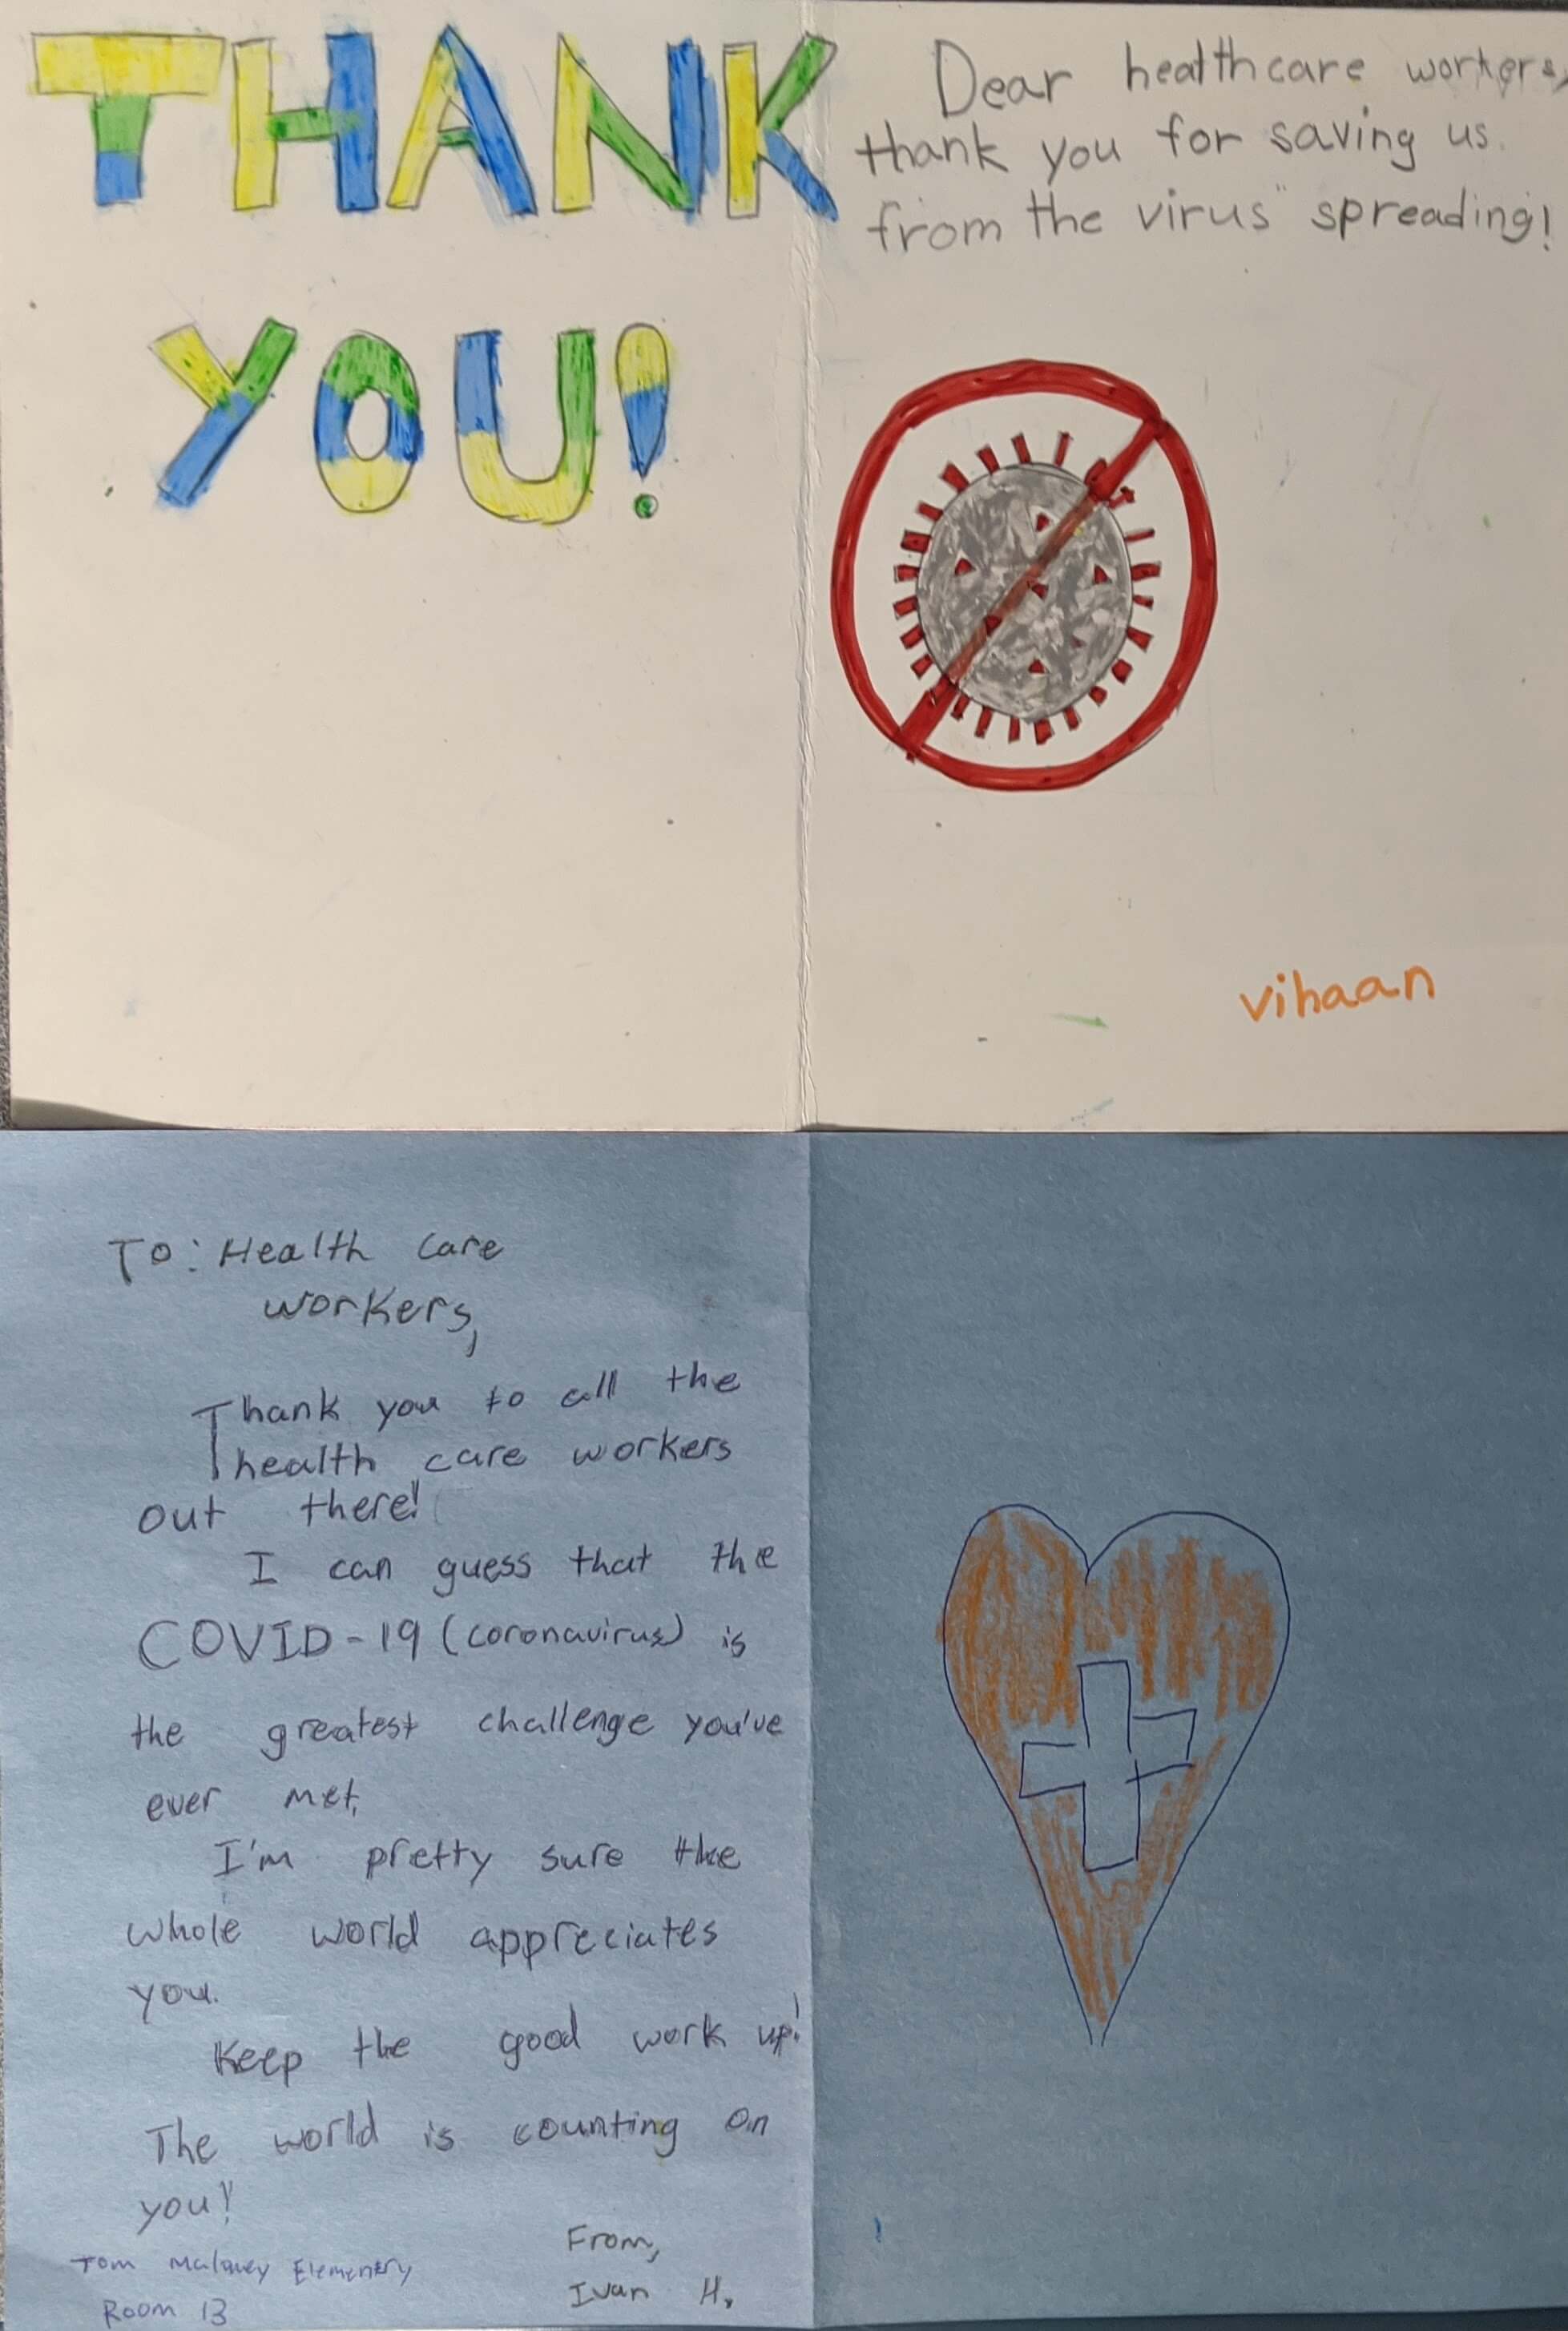 THANK
YOU!
Dear healthcare workers,
thank you for saving us.
from the virus" spreading!
vihaan
To: Health care
workers,
Thank you to all the
health care workers
out there!
I can guess that the
COVID-19 (coronavirus) is
the greatest challenge you've
ever met.
I'm pretty sure the
whole world appreciates
you.
Keep the good work up!
The world is counting on
you!
From,
Ivan H.
Tom Maloney Elementry
Room 13